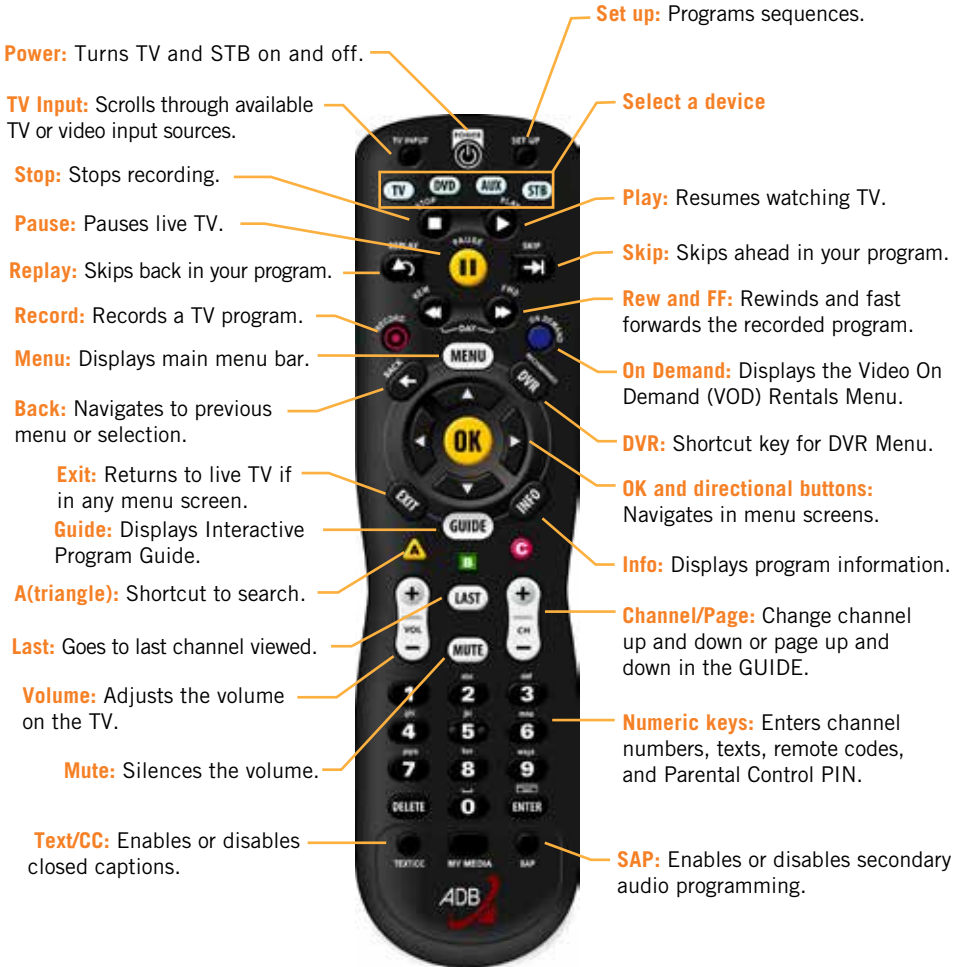 Set up: Programs sequences.
Power: Turns TV and STB on and off.
TV Input: Scrolls through available
TV or video input sources.
Select a device
Stop: Stops recording.
Play: Resumes watching TV.
Pause: Pauses live TV.
Skip: Skips ahead in your program.
Replay: Skips back in your program.
Rew and FF: Rewinds and fast
forwards the recorded program.
Record: Records a TV program.
Menu: Displays main menu bar.
On Demand: Displays the Video On
Demand (VOD) Rentals Menu.
Back: Navigates to previous
menu or selection.
DVR: Shortcut key for DVR Menu.
Exit: Returns to live TV if
in any menu screen.
OK and directional buttons:
Navigates in menu screens.
Guide: Displays Interactive
Program Guide.
Info: Displays program information.
A(triangle): Shortcut to search.
Channel/Page: Change channel
up and down or page up and
down in the GUIDE.
Last: Goes to last channel viewed.
Volume: Adjusts the volume
on the TV.
Numeric keys: Enters channel
numbers, texts, remote codes,
and Parental Control PIN.
Mute: Silences the volume.
Text/CC: Enables or disables
closed captions.
SAP: Enables or disables secondary
audio programming.
TV INPUT
POWER
SET UP
TV
DVD
AUX
STB
STOP
PLAY
REPLAY
PAUSE
SKIP
REW
FWD
RECORD
DAY
ON DEMAND
MENU
BACK
DVR
OK
EXIT
INFO
GUIDE
A
B
C
+
LAST
+
VOL
CH
−
MUTE
−
1
abc
2
def
3
ghi
4
jkl
5
mno
6
pqrs
7
tuv
8
wxyz
9
DELETE
0
ENTER
TEXT/CC
MY MEDIA
SAP
ADB